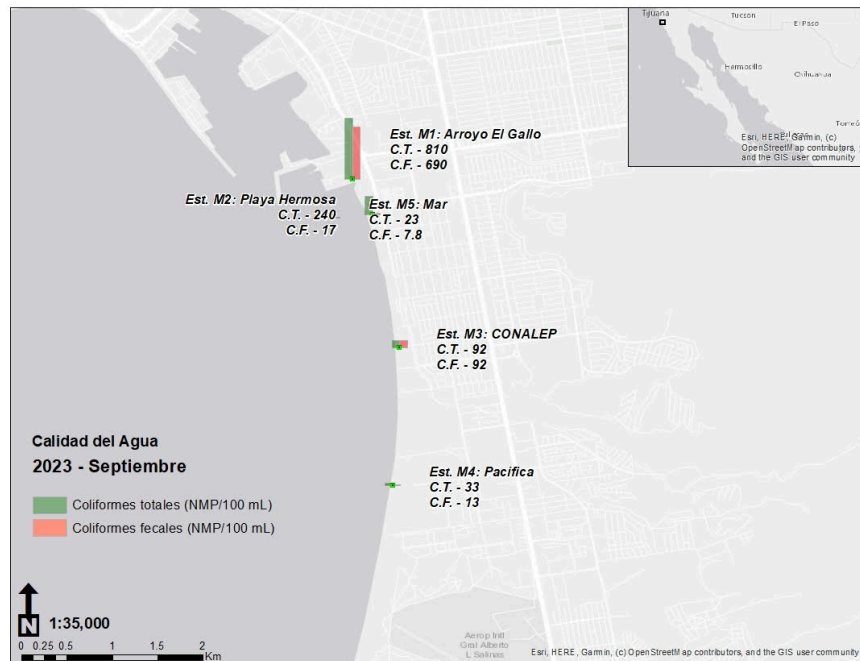 Tijuana
Tucson
El Paso
Hermosillo
Chihuahua
Esri, HERE, Garmin, (c)
OpenStreetMap contributors,
and the GIS user community
Est. M1: Arroyo El Gallo
C.T. - 810
C.F. - 690
Est. M2: Playa Hermosa
C.T. - 240
C.F. - 17
Est. M5: Mar
C.T. - 23
C.F. - 7.8
Est. M3: CONALEP
C.T. - 92
C.F. - 92
Est. M4: Pacifica
C.T. - 33
C.F. - 13
Calidad del Agua
2023 - Septiembre
Coliformes totales (NMP/100 mL)
Coliformes fecales (NMP/100 mL)
N
1:35,000
0 0.25 0.5 1 1.5 2
Km
Aerop Intl
Gral Alberto
L Salinas
Esri, HERE, Garmin, (c) OpenStreetMap contributors, and the GIS user community